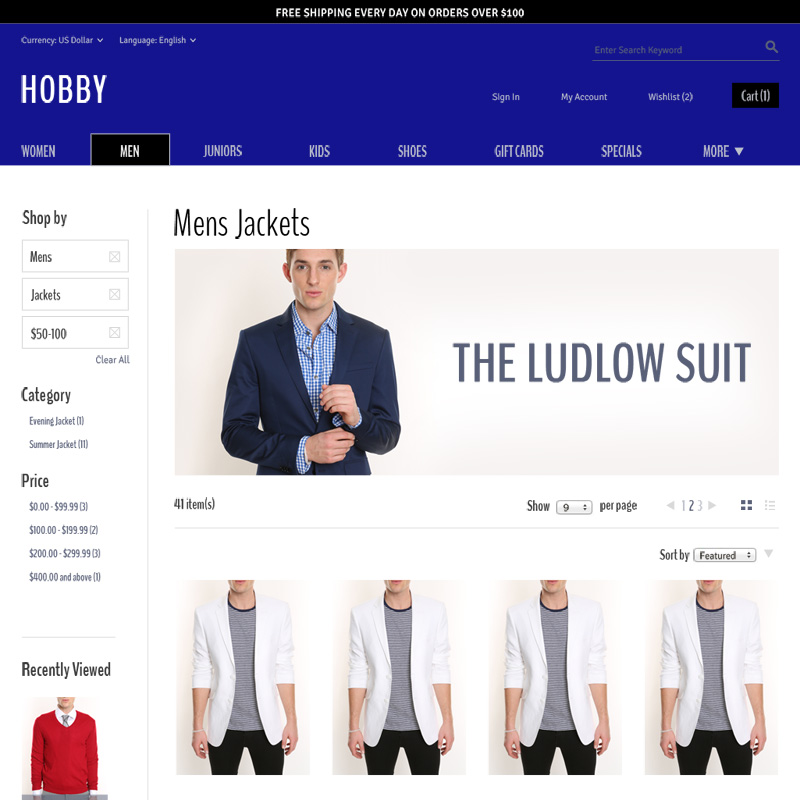 FREE SHIPPING EVERY DAY ON ORDERS OVER $100
Currency: US Dollar
Language: English
Enter Search Keyword
HOBBY
Sign In
My Account
Wishlist (2)
Cart (1)
WOMEN
MEN
JUNIORS
KIDS
SHOES
GIFT CARDS
SPECIALS
MORE
Shop by
Mens
Jackets
$50-100
Clear All
Category
Evening Jacket (1)
Summer Jacket (11)
Price
$0.00 - $99.99 (3)
$100.00 - $199.99 (2)
$200.00 - $299.99 (3)
$400.00 and above (1)
Recently Viewed
Mens Jackets
THE LUDLOW SUIT
41 item(s)
Show 9 per page
1 2 3
Sort by Featured